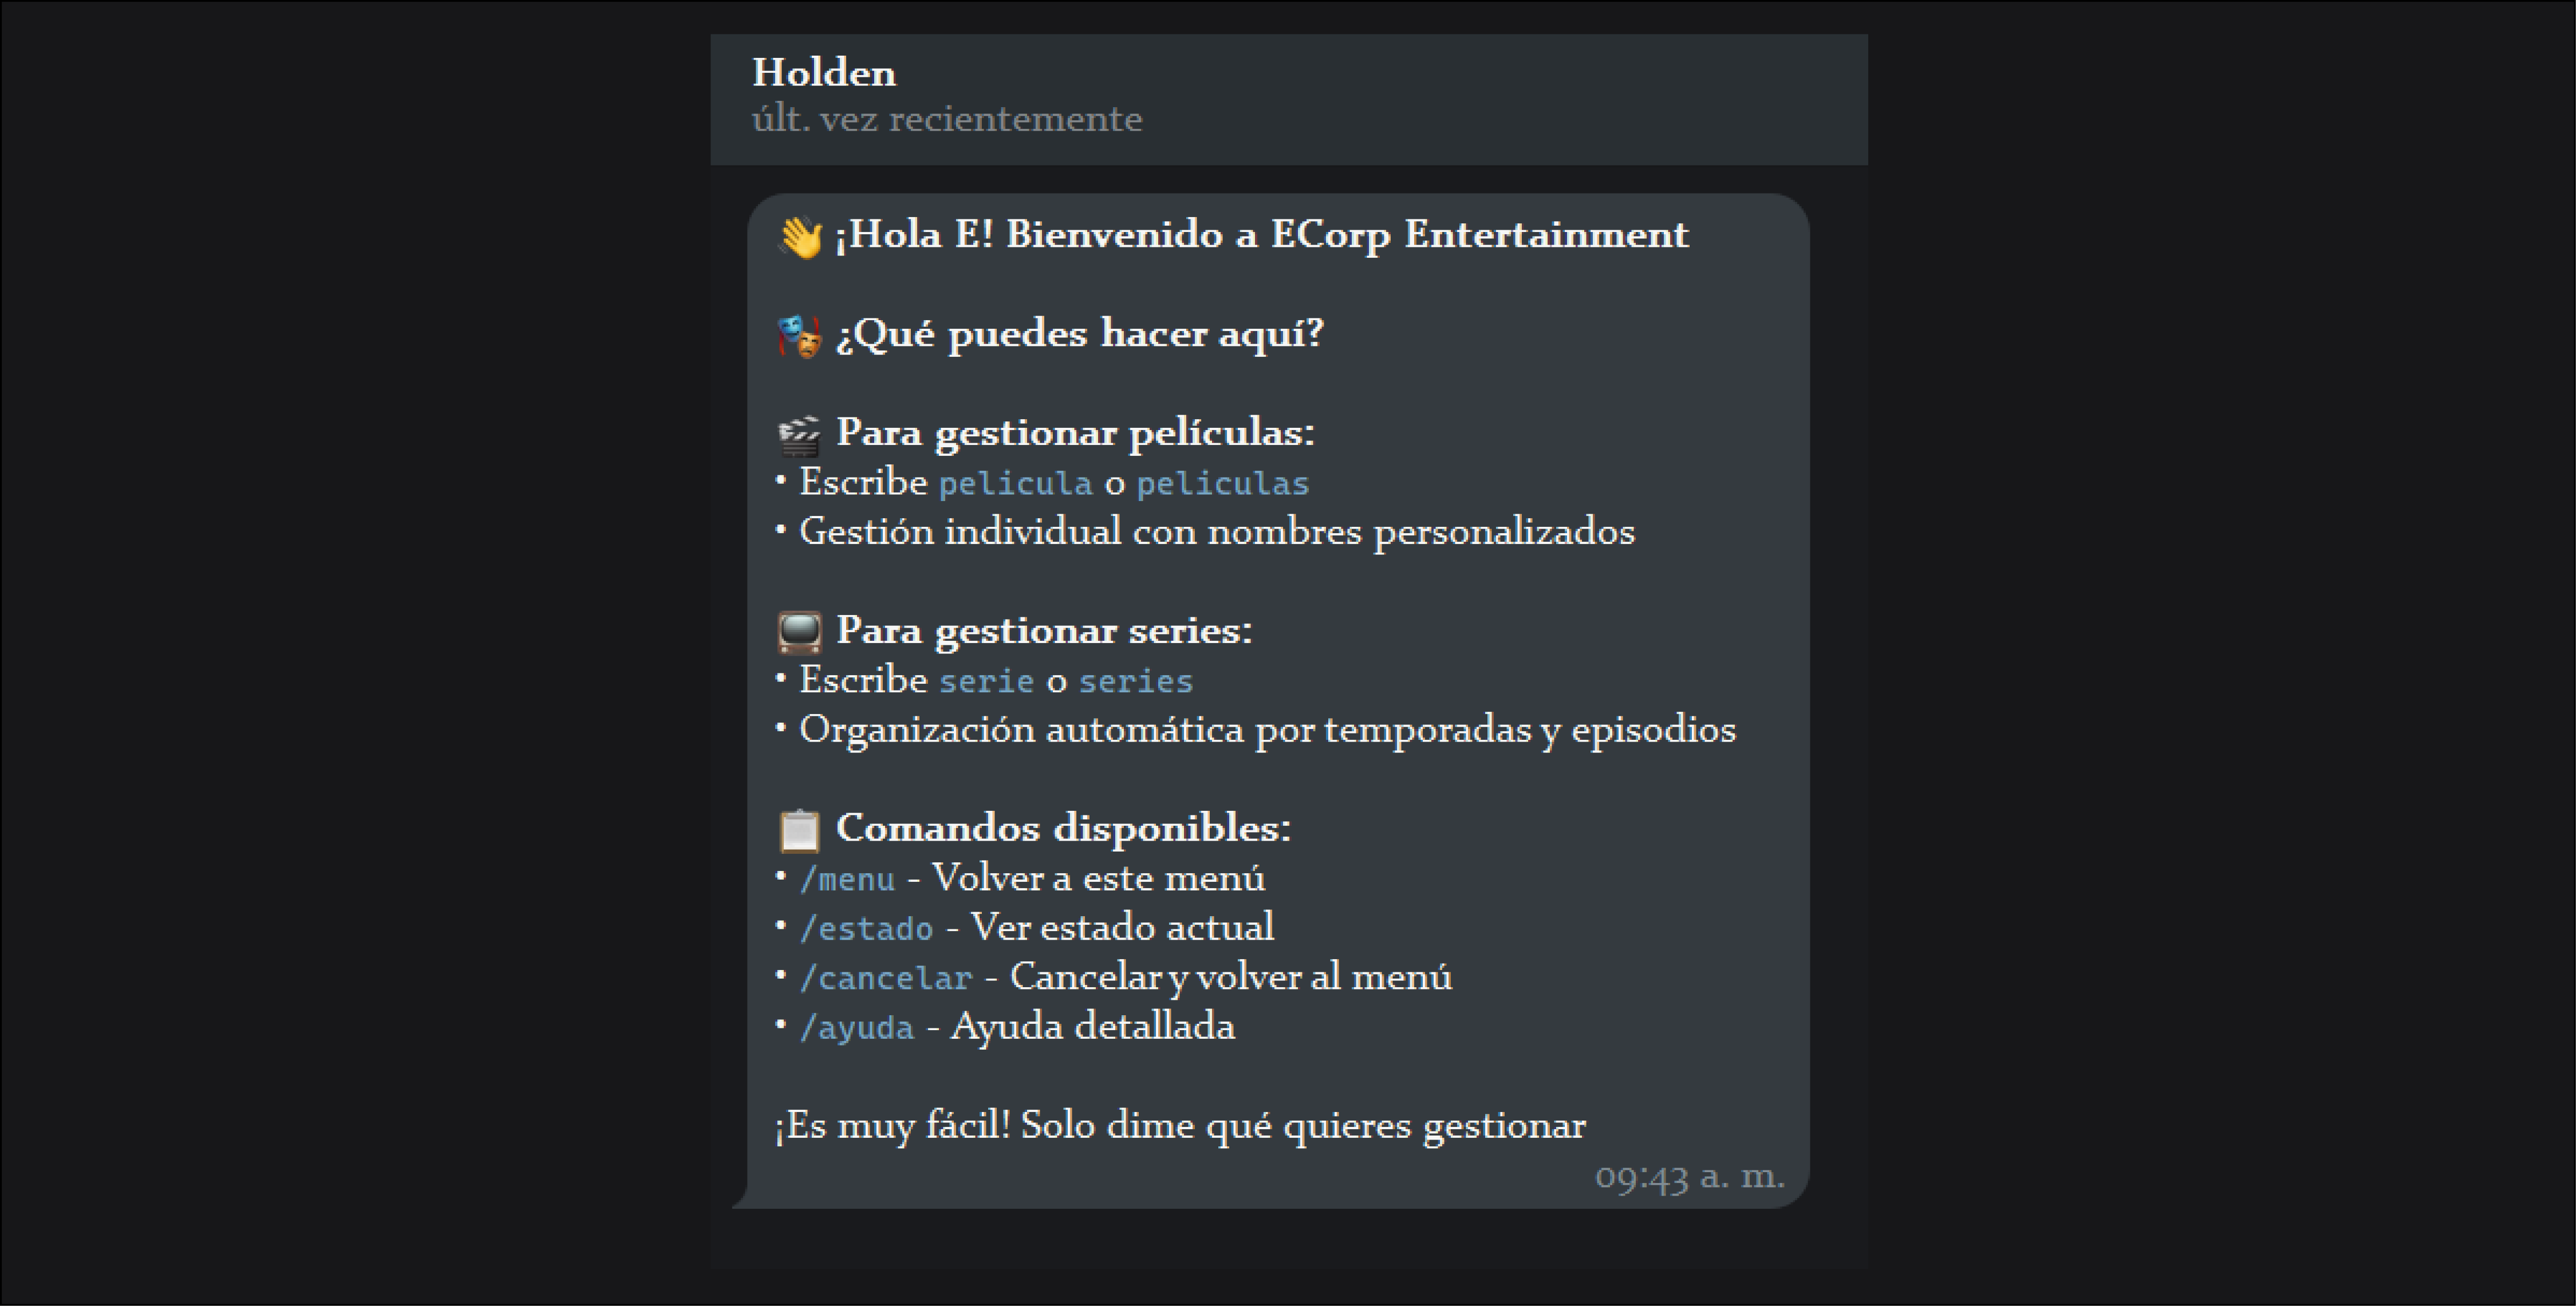 Holden
últ. vez recientemente
👋 ¡Hola E! Bienvenido a ECorp Entertainment
🎭 ¿Qué puedes hacer aquí?
🎬 Para gestionar películas:
• Escribe pelicula o peliculas
• Gestión individual con nombres personalizados
📺 Para gestionar series:
• Escribe serie o series
• Organización automática por temporadas y episodios
📋 Comandos disponibles:
• /menu - Volver a este menú
• /estado - Ver estado actual
• /cancelar - Cancelar y volver al menú
• /ayuda - Ayuda detallada
¡Es muy fácil! Solo dime qué quieres gestionar
09:43 a. m.